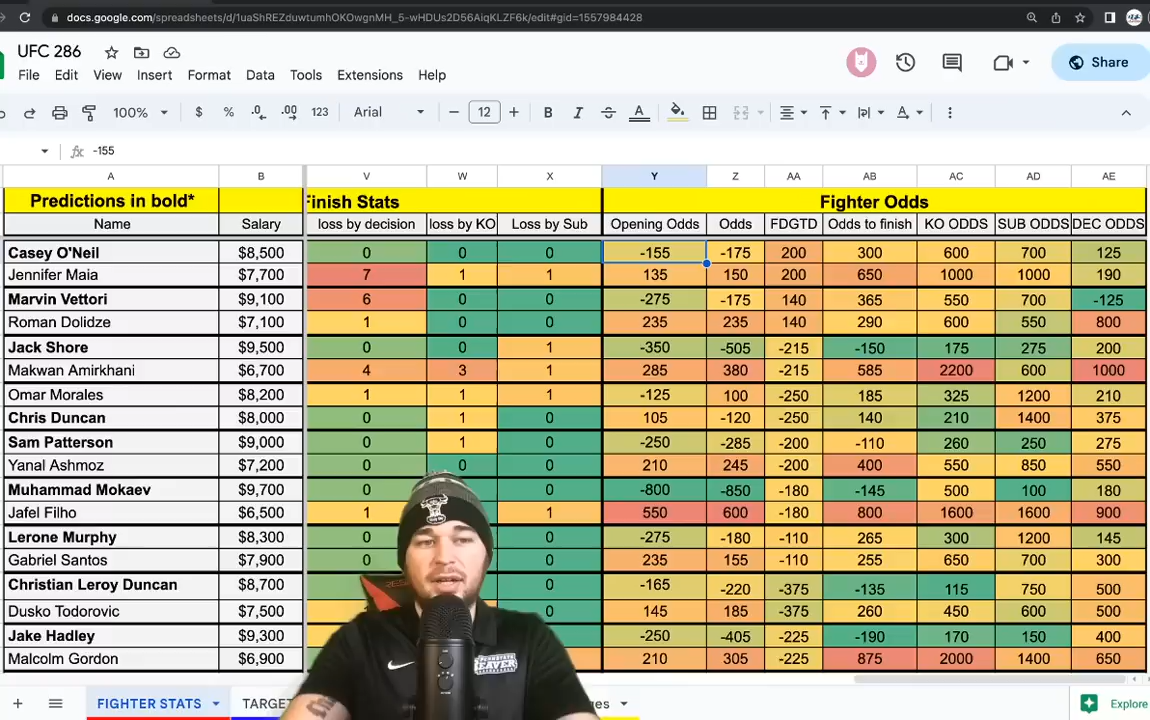 docs.google.com/spreadsheets/d/1uaShREZduwtumhOKOwgnMH_5-wHDUs2D56AiqKLZF6k/edit#gid=1557984428
UFC 286
File Edit View Insert Format Data Tools Extensions Help
Share
100% $ % .0 .00 123 Arial 12 B I A
fx -155
A B V W X Y Z AA AB AC AD AE
Predictions in bold* Finish Stats Fighter Odds
Name Salary loss by decision loss by KO Loss by Sub Opening Odds Odds FDGTD Odds to finish KO ODDS SUB ODDS DEC ODDS
Casey O'Neil $8,500 0 0 0 -155 -175 200 300 600 700 125
Jennifer Maia $7,700 7 1 1 135 150 200 650 1000 1000 190
Marvin Vettori $9,100 6 0 0 -275 -175 140 365 550 700 -125
Roman Dolidze $7,100 1 0 0 235 235 140 290 600 550 800
Jack Shore $9,500 0 0 1 -350 -505 -215 -150 175 275 200
Makwan Amirkhani $6,700 4 3 1 285 380 -215 585 2200 600 1000
Omar Morales $8,200 1 1 1 -125 100 -250 185 325 1200 210
Chris Duncan $8,000 0 1 0 105 -120 -250 140 210 1400 375
Sam Patterson $9,000 0 1 0 -250 -285 -200 -110 260 250 275
Yanal Ashmoz $7,200 0 0 0 210 245 -200 400 550 850 550
Muhammad Mokaev $9,700 0 0 -800 -850 -180 -145 500 100 180
Jafel Filho $6,500 1 1 550 600 -180 800 1600 1600 900
Lerone Murphy $8,300 0 0 -275 -180 -110 265 300 1200 145
Gabriel Santos $7,900 0 0 235 155 -110 255 650 700 300
Christian Leroy Duncan $8,700 0 -165 -220 -375 -135 115 750 500
Dusko Todorovic $7,500 0 145 185 -375 260 450 600 500
Jake Hadley $9,300 -250 -405 -225 -190 170 150 400
Malcolm Gordon $6,900 210 305 -225 875 2000 1400 650
FIGHTER STATS TARGE es Explore